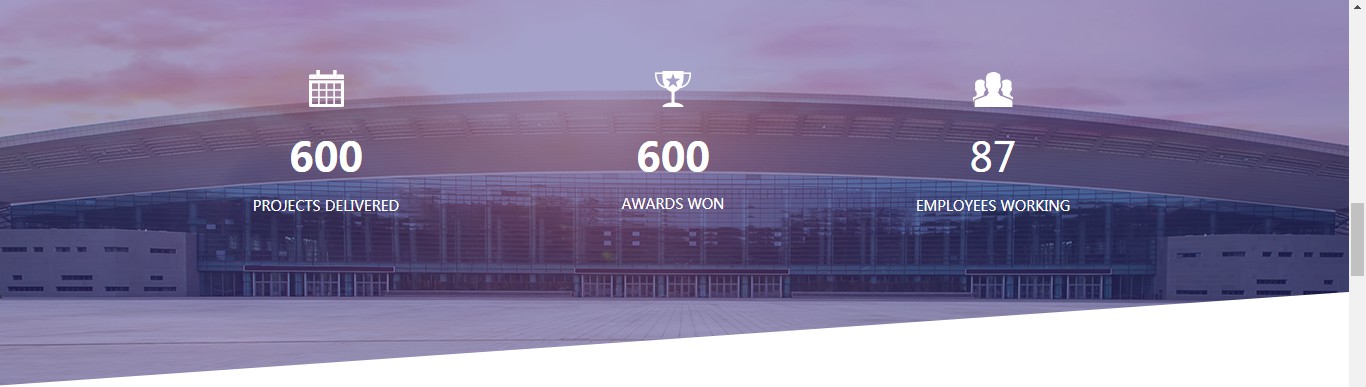 600
PROJECTS DELIVERED
600
AWARDS WON
87
EMPLOYEES WORKING